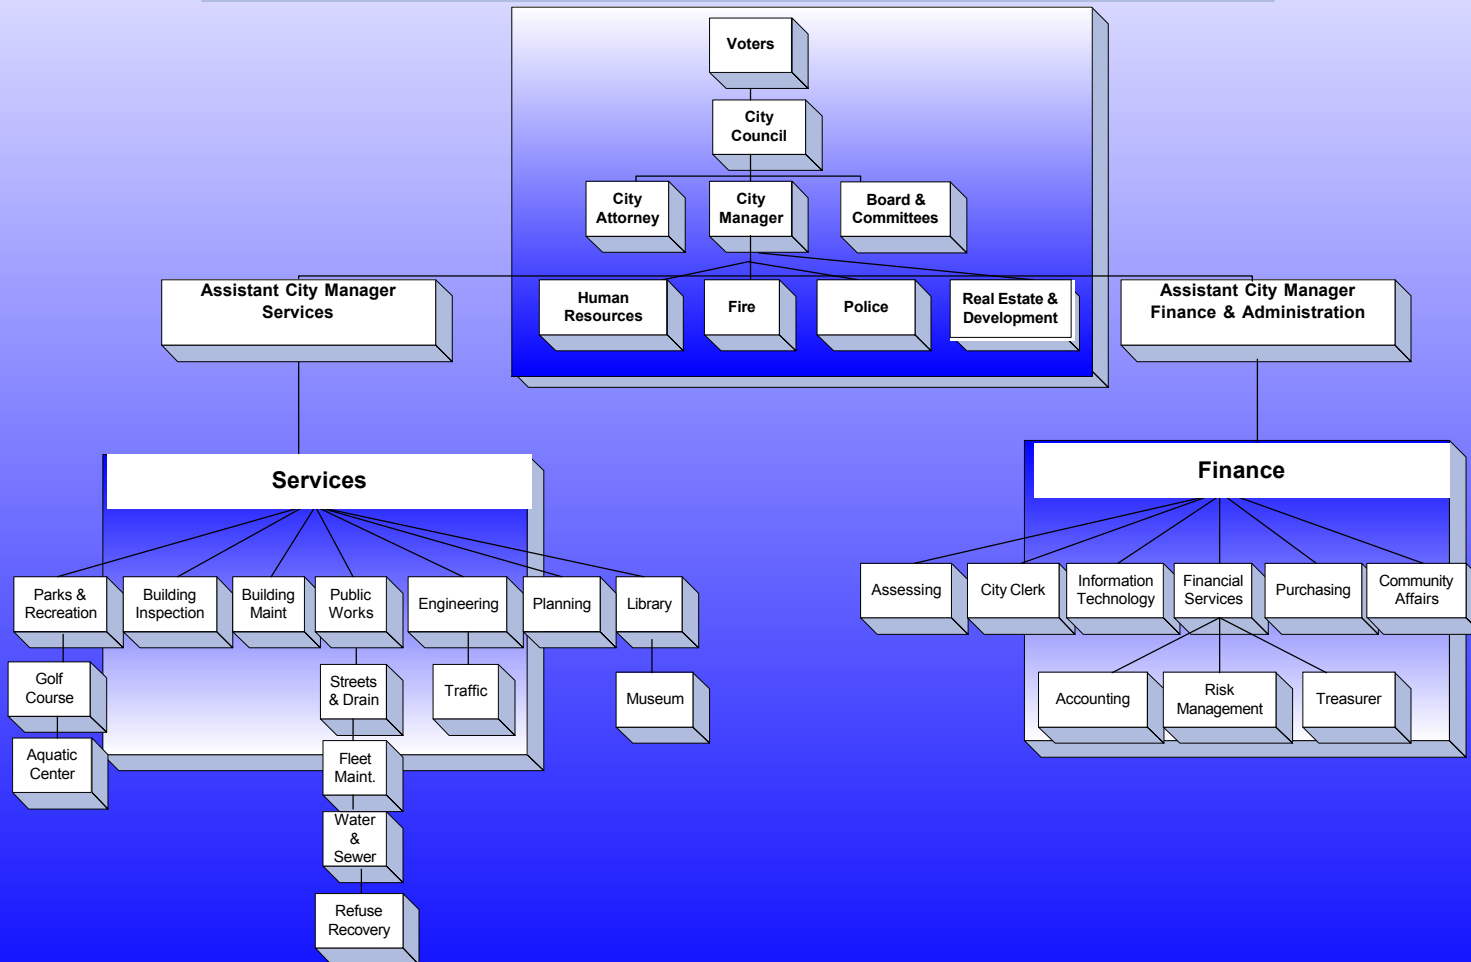 Voters
City
Council
City
Attorney
City
Manager
Board &
Committees
Assistant City Manager
Services
Human
Resources
Fire
Police
Real Estate &
Development
Assistant City Manager
Finance & Administration
Services
Finance
Parks &
Recreation
Building
Inspection
Building
Maint
Public
Works
Engineering
Planning
Library
Assessing
City Clerk
Information
Technology
Financial
Services
Purchasing
Community
Affairs
Golf
Course
Streets
& Drain
Traffic
Museum
Accounting
Risk
Management
Treasurer
Aquatic
Center
Fleet
Maint.
Water
&
Sewer
Refuse
Recovery